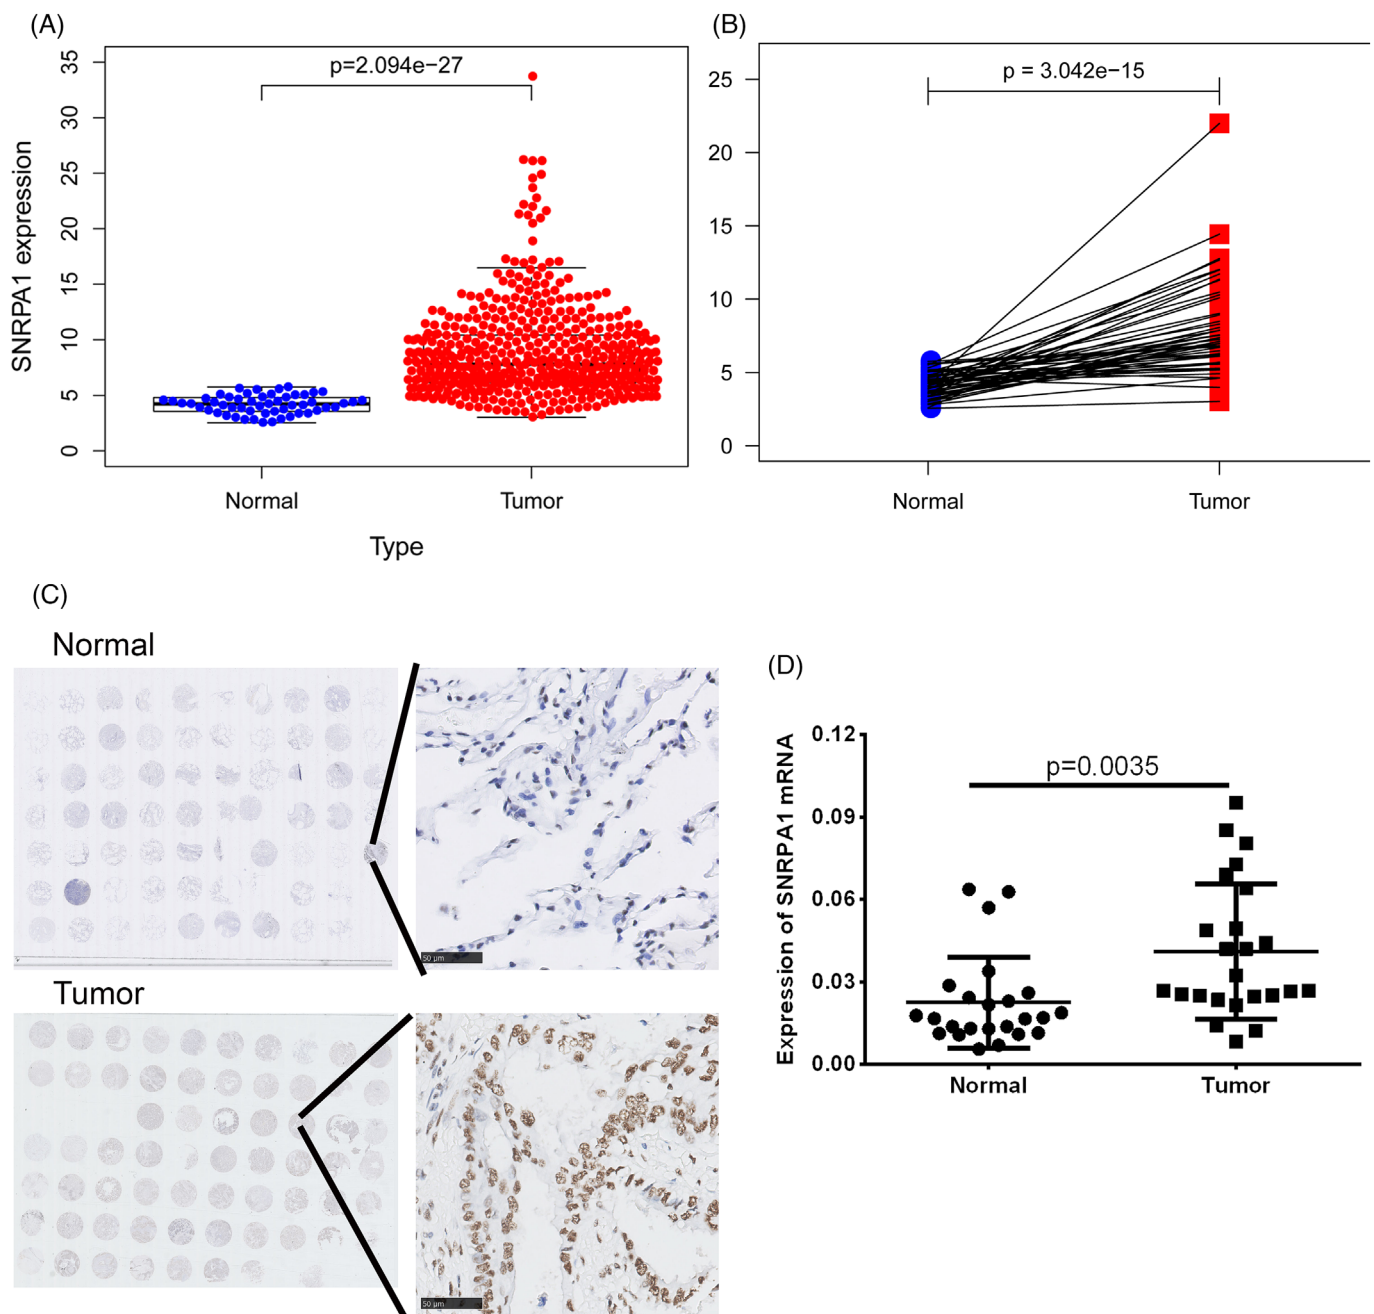 (A)
p=2.094e−27
SNRPA1 expression
0
5
10
15
20
25
30
35
Normal
Tumor
Type
(B)
p = 3.042e−15
25
20
15
10
5
0
Normal
Tumor
(C)
Normal
50 μm
Tumor
50 μm
(D)
Expression of SNRPA1 mRNA
p=0.0035
0.12
0.09
0.06
0.03
0.00
Normal
Tumor